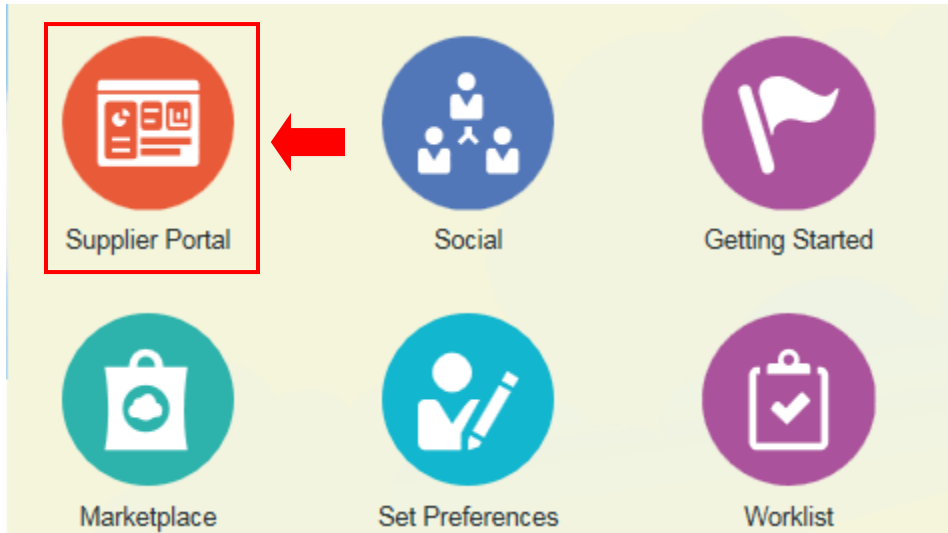 Supplier Portal
Social
Getting Started
Marketplace
Set Preferences
Worklist